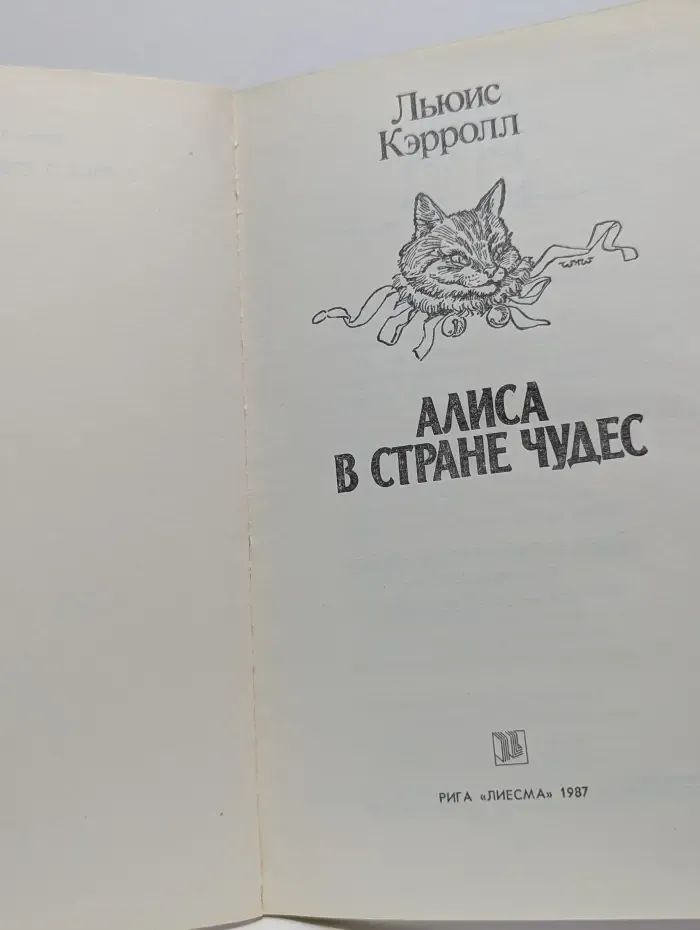 Льюис
Кэрролл
АЛИСА
В СТРАНЕ ЧУДЕС
РИГА «ЛИЕСМА» 1987